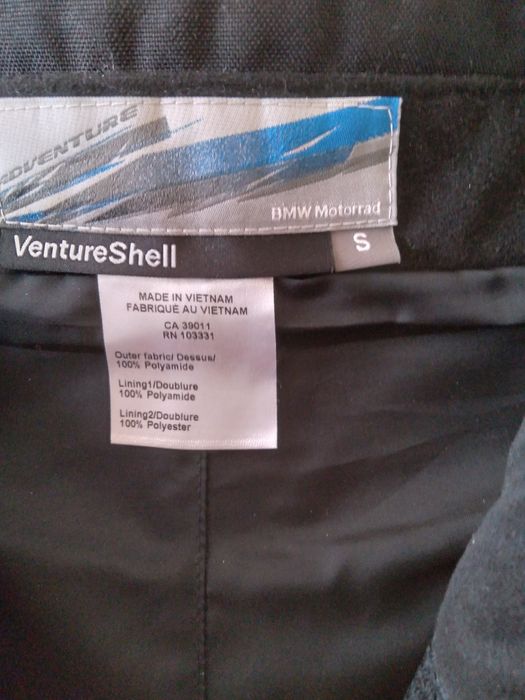 ADVENTURE
BMW Motorrad
VentureShell
S
MADE IN VIETNAM
FABRIQUÉ AU VIETNAM
CA 39011
RN 103331
Outer fabric/ Dessus/
100% Polyamide
Lining1/Doublure
100% Polyamide
Lining2/Doublure
100% Polyester